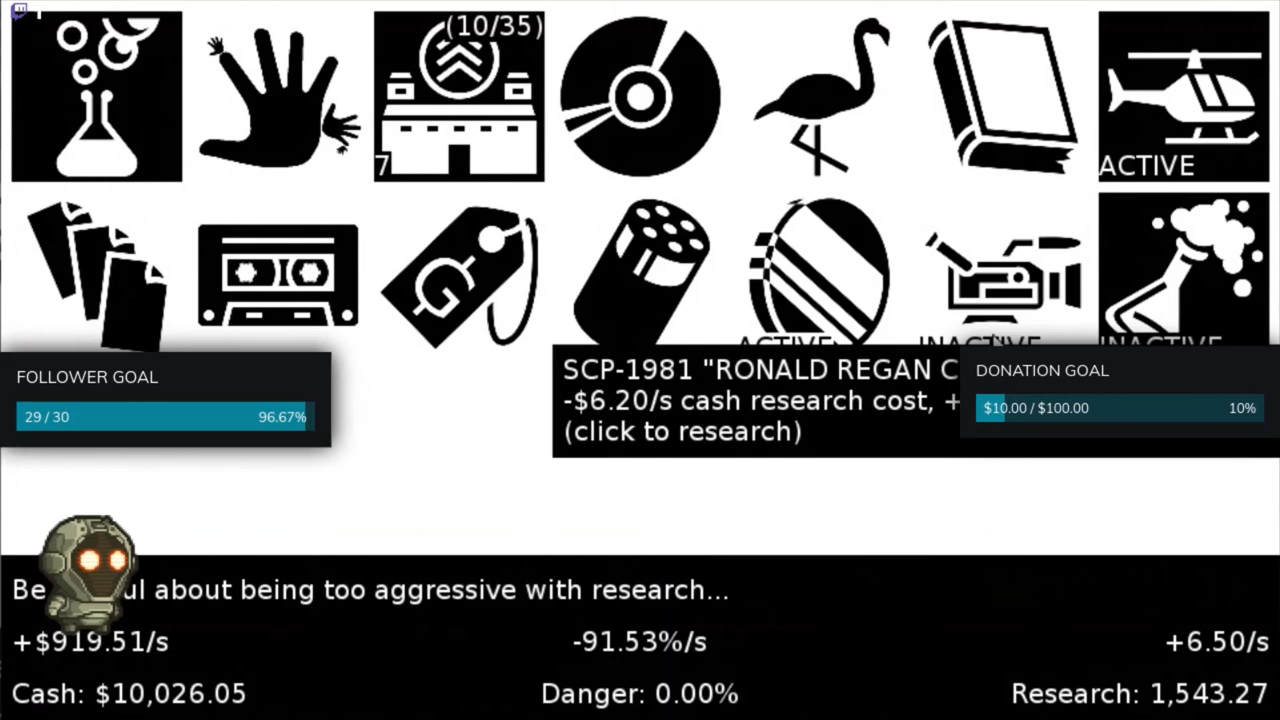 (10/35)
7
ACTIVE
G
ACTIVE
INACTIVE
INACTIVE
FOLLOWER GOAL
29 / 30
96.67%
SCP-1981 "RONALD REGAN C
-$6.20/s cash research cost, +
(click to research)
DONATION GOAL
$10.00 / $100.00
10%
Be ul about being too aggressive with research...
+$919.51/s
-91.53%/s
+6.50/s
Cash: $10,026.05
Danger: 0.00%
Research: 1,543.27